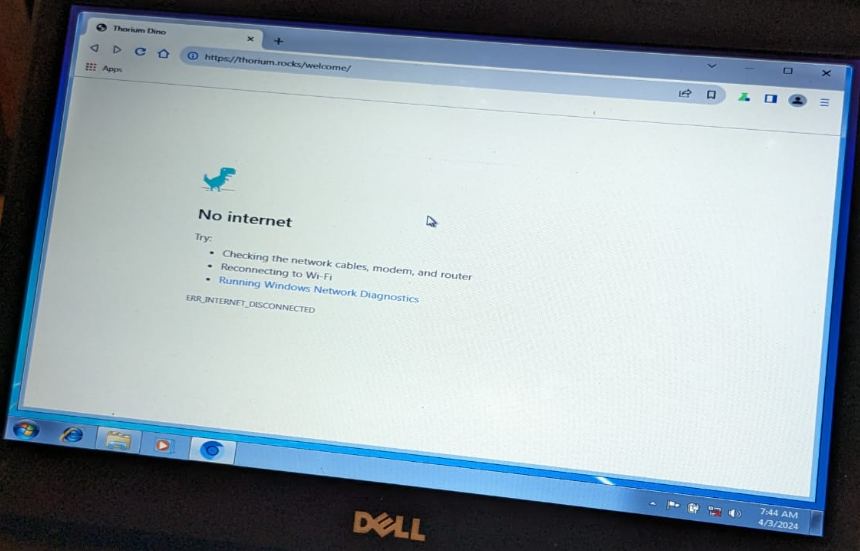 Thorium Dino
https://thorium.rocks/welcome/
Apps
No internet
Try:
• Checking the network cables, modem, and router
• Reconnecting to Wi-Fi
• Running Windows Network Diagnostics
ERR_INTERNET_DISCONNECTED
7:44 AM
4/3/2024
DELL